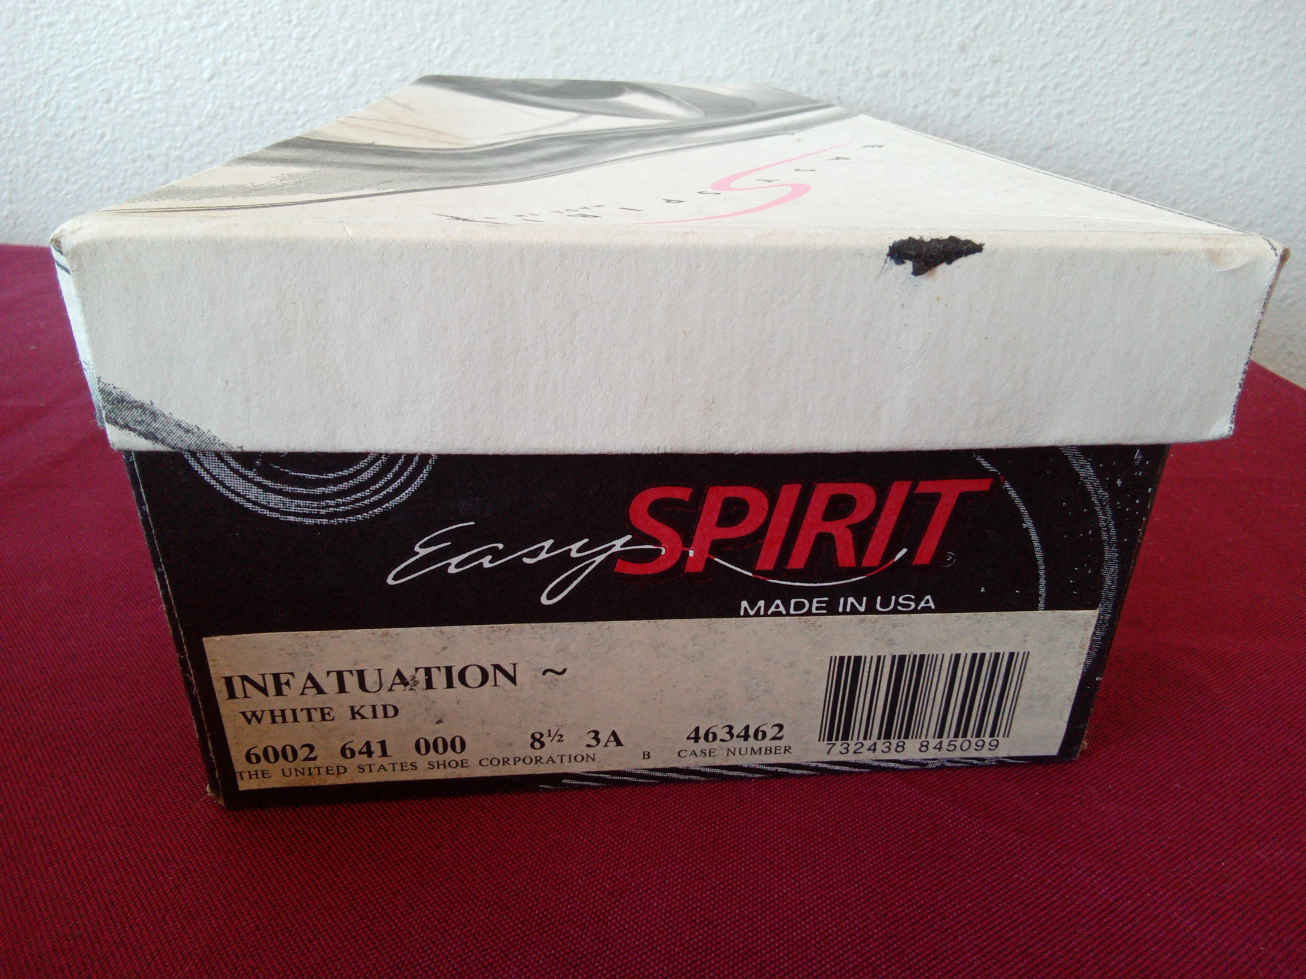 Easy SPIRIT
MADE IN USA
INFATUATION ~
WHITE KID
6002 641 000 8½ 3A 463462
THE UNITED STATES SHOE CORPORATION B CASE NUMBER
732438 845099